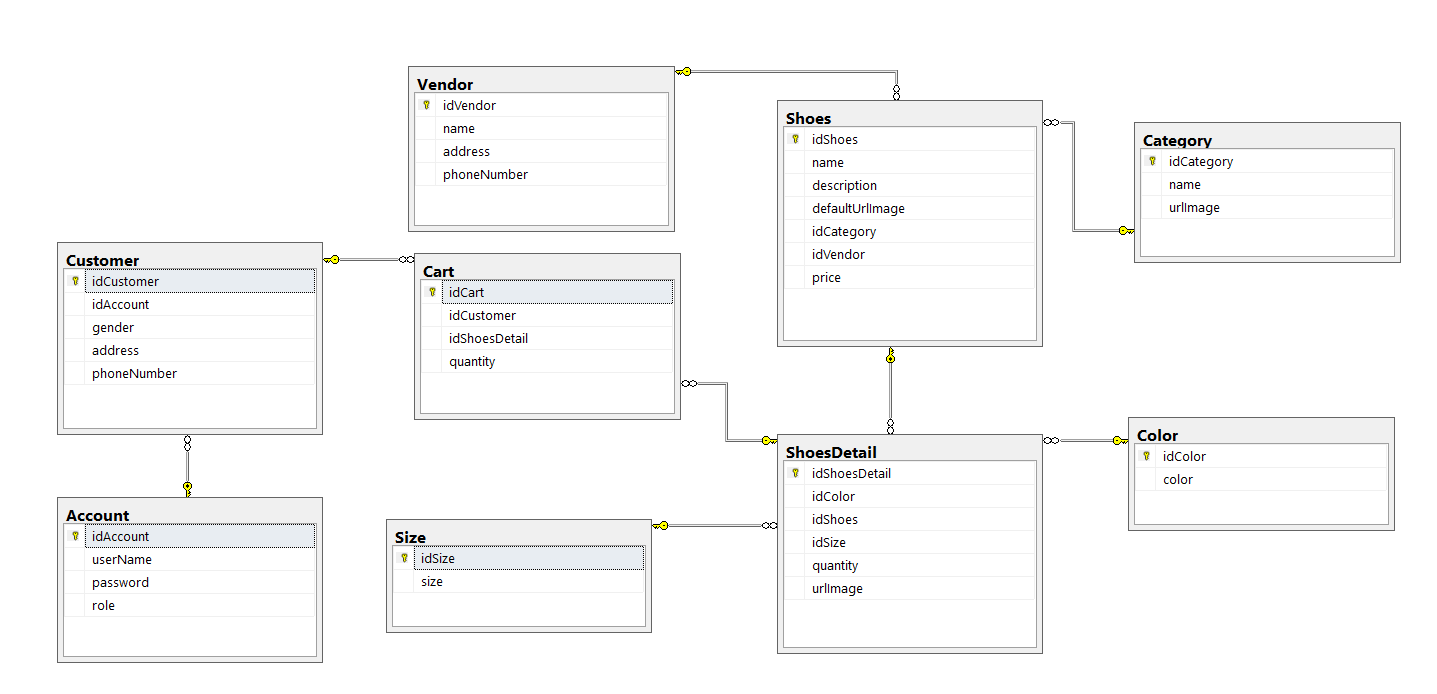 Vendor
idVendor
name
address
phoneNumber
Shoes
idShoes
name
description
defaultUrlImage
idCategory
idVendor
price
Category
idCategory
name
urlImage
Customer
idCustomer
idAccount
gender
address
phoneNumber
Cart
idCart
idCustomer
idShoesDetail
quantity
Account
idAccount
userName
password
role
Size
idSize
size
ShoesDetail
idShoesDetail
idColor
idShoes
idSize
quantity
urlImage
Color
idColor
color